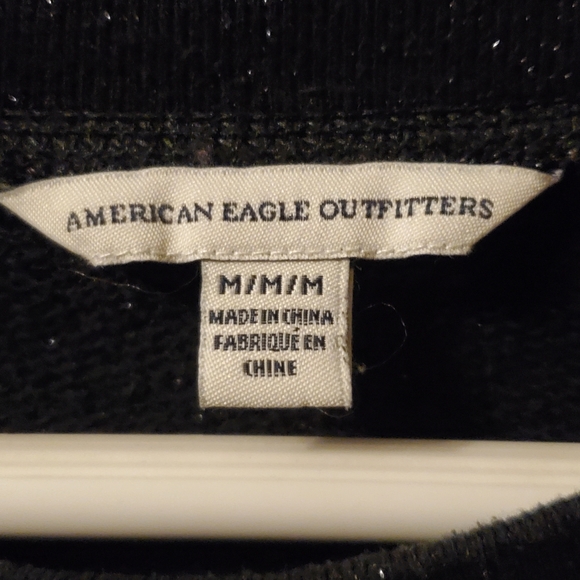 AMERICAN EAGLE OUTFITTERS
M/M/M
MADE IN CHINA
FABRIQUÉ EN
CHINE